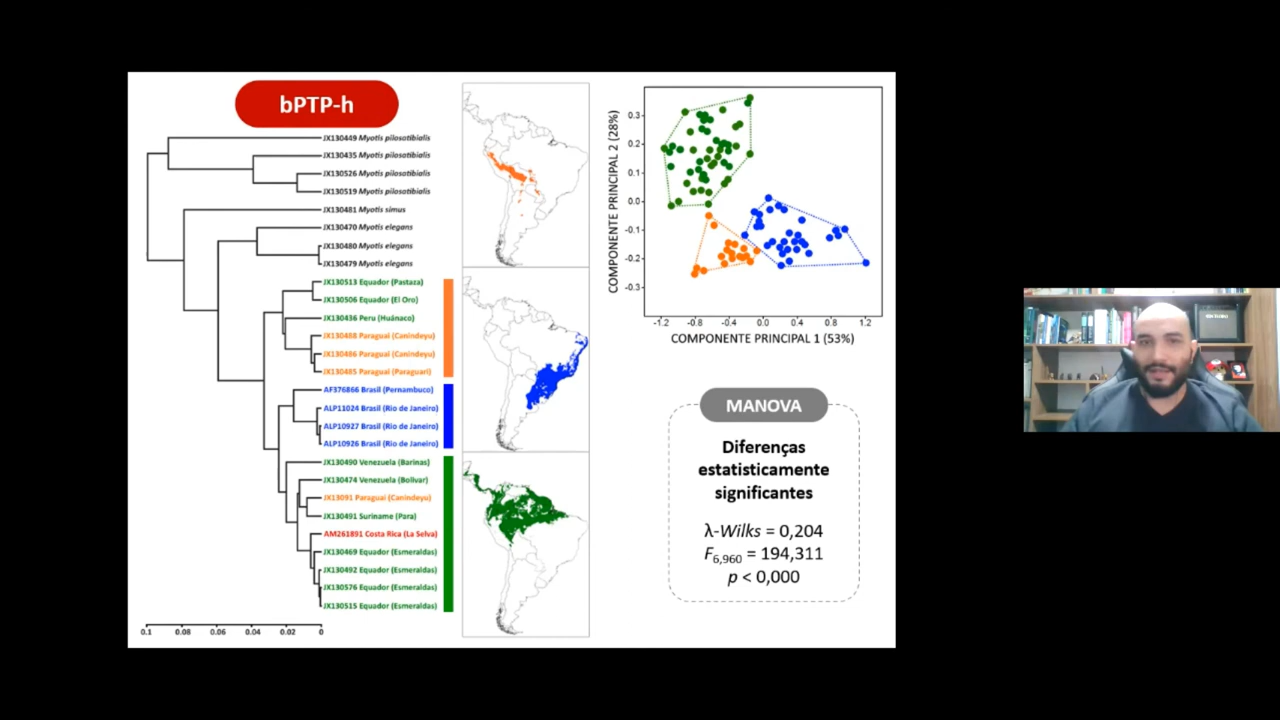 bPTP-h
JX130449 Myotis pilosatibialis
JX130435 Myotis pilosatibialis
JX130526 Myotis pilosatibialis
JX130519 Myotis pilosatibialis
JX130481 Myotis simus
JX130470 Myotis elegans
JX130480 Myotis elegans
JX130479 Myotis elegans
JX130513 Equador (Pastaza)
JX130506 Equador (El Oro)
JX130436 Peru (Huánaco)
JX130488 Paraguai (Canindeyu)
JX130486 Paraguai (Canindeyu)
JX130485 Paraguai (Paraguari)
AF376866 Brasil (Pernambuco)
ALP11024 Brasil (Rio de Janeiro)
ALP10927 Brasil (Rio de Janeiro)
ALP10926 Brasil (Rio de Janeiro)
JX130490 Venezuela (Barinas)
JX130474 Venezuela (Bolivar)
JX13091 Paraguai (Canindeyu)
JX130491 Suriname (Para)
AM261891 Costa Rica (La Selva)
JX130469 Equador (Esmeraldas)
JX130492 Equador (Esmeraldas)
JX130576 Equador (Esmeraldas)
JX130515 Equador (Esmeraldas)
0.1 0.08 0.06 0.04 0.02 0
COMPONENTE PRINCIPAL 2 (28%)
0.3
0.2
0.1
0.0
-0.1
-0.2
-0.3
-1.2 -0.8 -0.4 0.0 0.4 0.8 1.2
COMPONENTE PRINCIPAL 1 (53%)
MANOVA
Diferenças
estatisticamente
significantes
λ-Wilks = 0,204
F6,960 = 194,311
p < 0,000